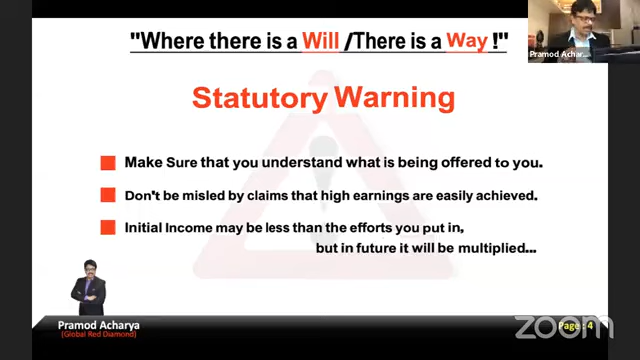 "Where there is a Will /There is a Way !"
Pramod Achar...
Statutory Warning
Make Sure that you understand what is being offered to you.
Don't be misled by claims that high earnings are easily achieved.
Initial Income may be less than the efforts you put in,
but in future it will be multiplied...
Pramod Acharya
(Global Red Diamond)
Page : 4
zoom